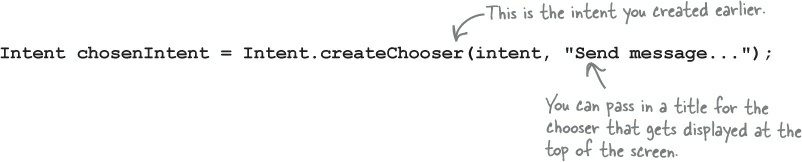 This is the intent you created earlier.
Intent chosenIntent = Intent.createChooser(intent, "Send message...");
You can pass in a title for the
chooser that gets displayed at the
top of the screen.